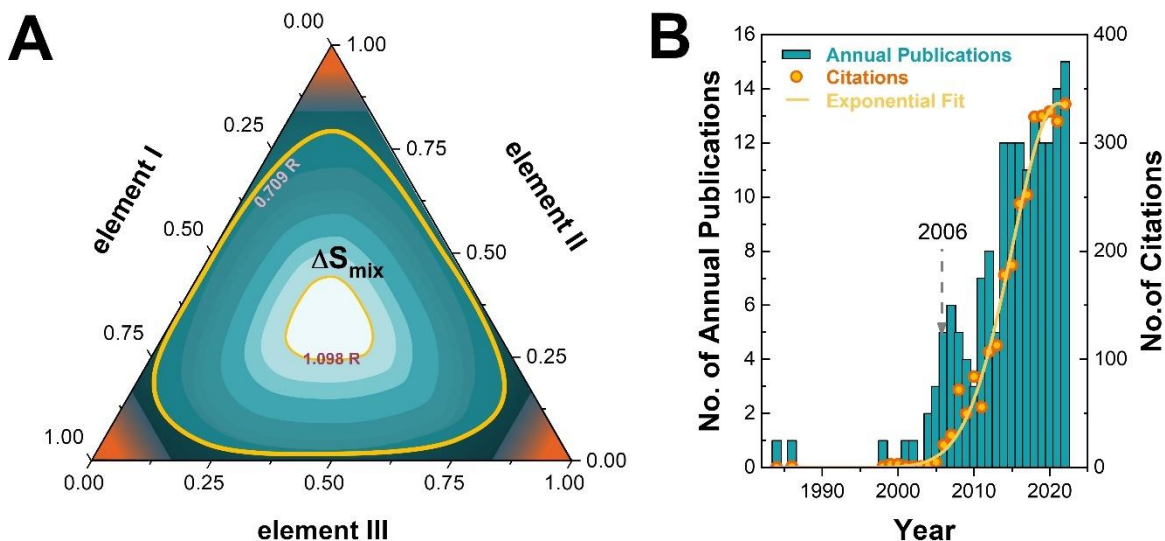 A
0.00
1.00
0.25
0.75
element I
element II
0.709 R
0.50
0.50
ΔSmix
0.75
0.25
1.098 R
1.00
0.00
0.00
0.25
0.50
0.75
1.00
element III
B
16
14
12
10
8
6
4
2
0
No. of Annual Publications
Annual Publications
Citations
Exponential Fit
2006
400
300
200
100
0
No.of Citations
1990
2000
2010
2020
Year